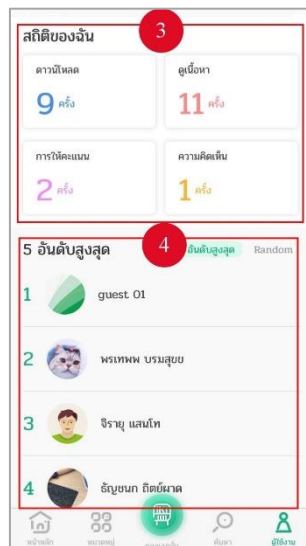 สถิติของฉัน
3
ดาวน์โหลด
ดูเนื้อหา
9 ครั้ง
11 ครั้ง
การให้คะแนน
ความคิดเห็น
2 ครั้ง
1 ครั้ง
5 อันดับสูงสุด
4
อันดับสูงสุด
Random
1 guest 01
2 พรเทพพ บรมสุขข
3 จิรายุ แสนโท
4 ธัญชนก ถิตย์ผาด
หน้าหลัก
หมวดหมู่
ค้นหา
ผู้ใช้งาน